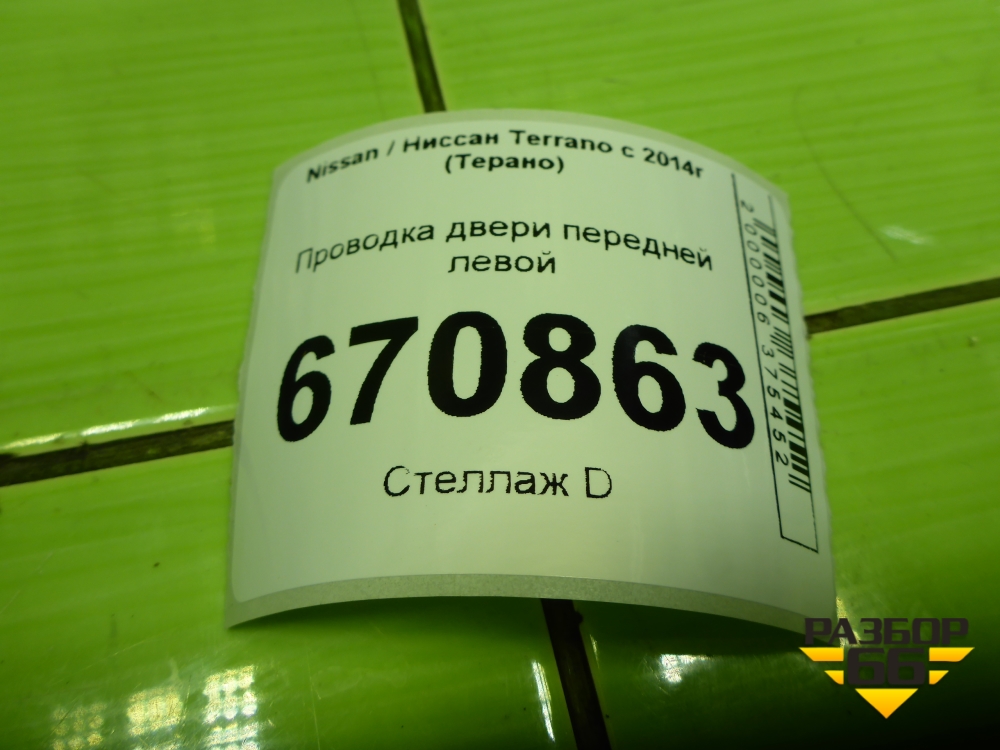 Nissan / Ниссан Terrano с 2014г
(Терано)
Проводка двери передней
левой
670863
Стеллаж D
2000006375452
РАЗБОР
66